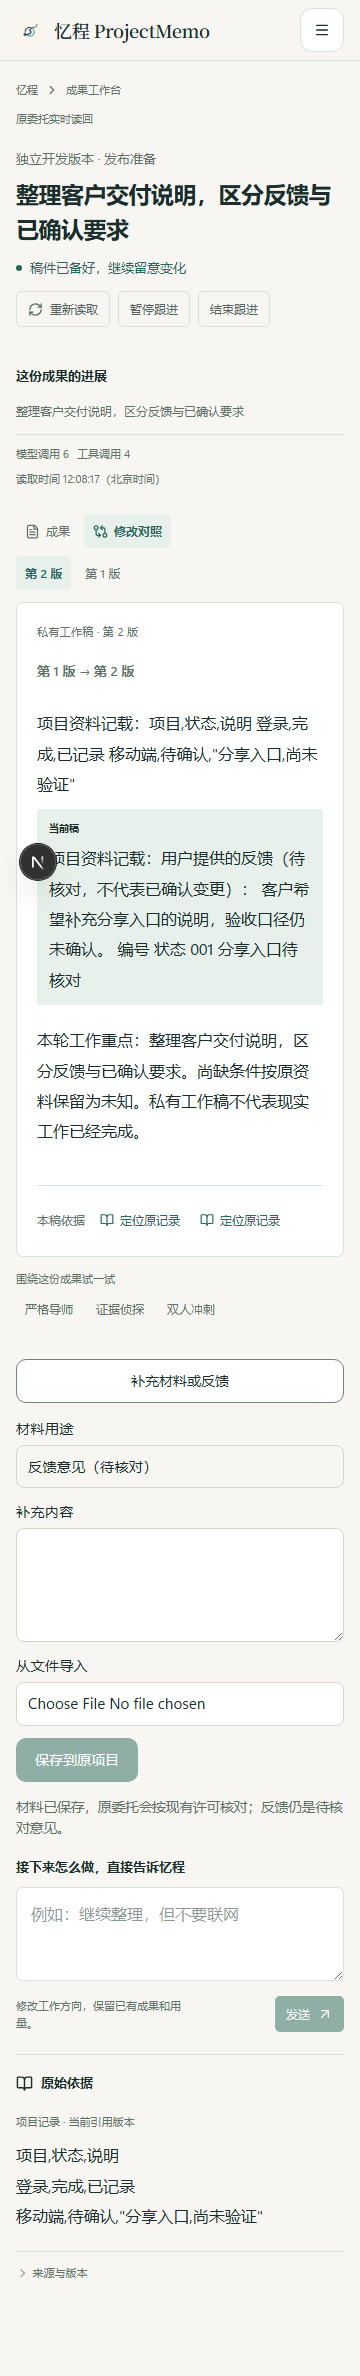 忆程 ProjectMemo
忆程 > 成果工作台
原委托实时读回
独立开发版本 · 发布准备
整理客户交付说明，区分反馈与
已确认要求
稿件已备好，继续留意变化
重新读取 暂停跟进 结束跟进
这份成果的进展
整理客户交付说明，区分反馈与已确认要求
模型调用 6 工具调用 4
读取时间 12:08:17（北京时间）
成果 修改对照
第 2 版 第 1 版
私有工作稿 · 第 2 版
第 1 版 → 第 2 版
项目资料记载：项目,状态,说明 登录,完
成,已记录 移动端,待确认,"分享入口,尚未
验证"
当前稿
项目资料记载：用户提供的反馈（待
核对，不代表已确认变更）： 客户希
望补充分享入口的说明，验收口径仍
未确认。 编号 状态 001 分享入口待
核对
N
本轮工作重点：整理客户交付说明，区
分反馈与已确认要求。尚缺条件按原资
料保留为未知。私有工作稿不代表现实
工作已经完成。
本稿依据 定位原记录 定位原记录
围绕这份成果试一试
严格导师 证据侦探 双人冲刺
补充材料或反馈
材料用途
反馈意见（待核对）
补充内容
从文件导入
Choose File No file chosen
保存到原项目
材料已保存，原委托会按现有许可核对；反馈仍是待核
对意见。
接下来怎么做，直接告诉忆程
例如：继续整理，但不要联网
修改工作方向，保留已有成果和用
量。
发送
原始依据
项目记录 · 当前引用版本
项目,状态,说明
登录,完成,已记录
移动端,待确认,"分享入口,尚未验证"
来源与版本